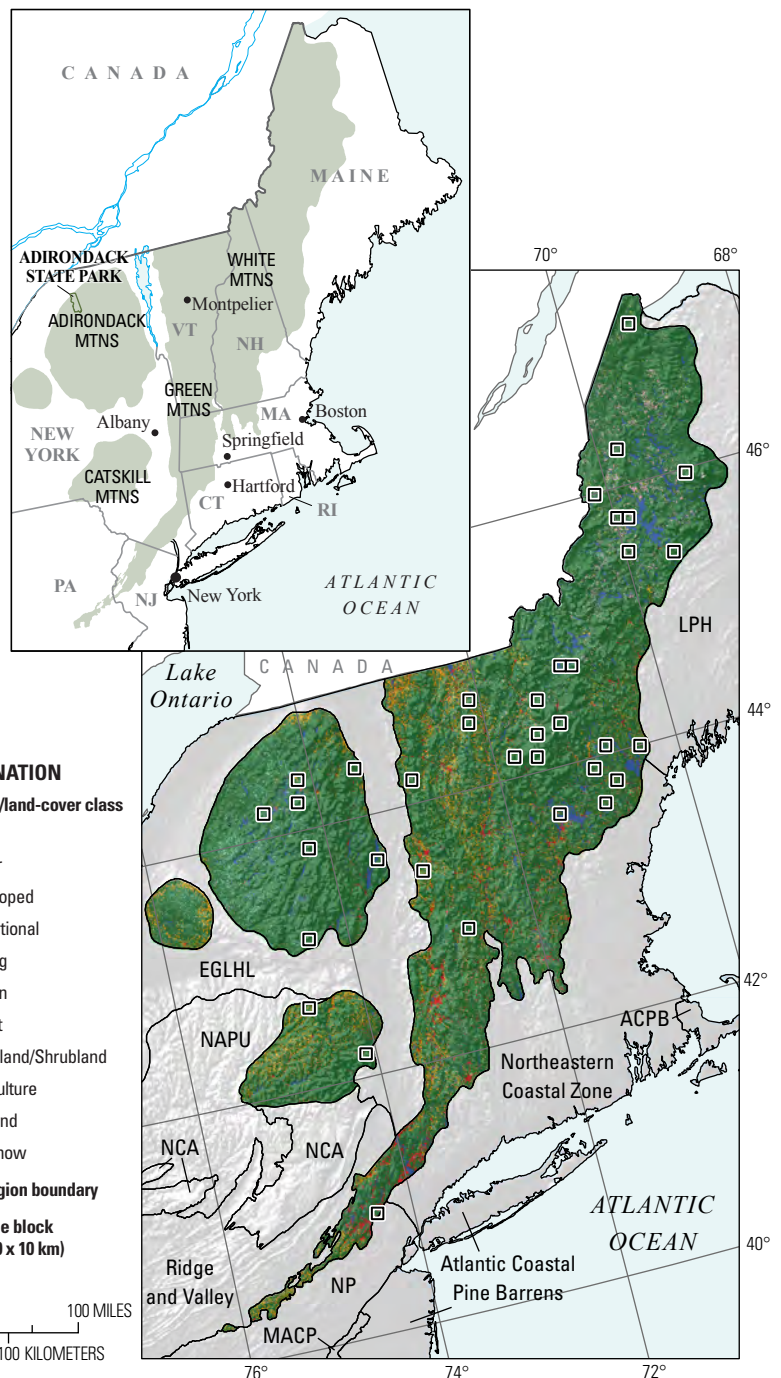 CANADA
MAINE
WHITE
MTNS
ADIRONDACK
STATE PARK
Montpelier
ADIRONDACK
MTNS
VT
NH
GREEN
MTNS
MA
Boston
Albany
NEW
YORK
Springfield
CATSKILL
MTNS
Hartford
CT
RI
PA
NJ
New York
ATLANTIC
OCEAN
70°
68°
46°
LPH
Lake
Ontario
CANADA
44°
NATION
/land-cover class
oped
tional
g
n
t
land/Shrubland
ulture
nd
now
gion boundary
e block
0 x 10 km)
100 MILES
100 KILOMETERS
EGLHL
42°
NAPU
ACPB
Northeastern
Coastal Zone
NCA
NCA
ATLANTIC
OCEAN
40°
Ridge
and Valley
NP
Atlantic Coastal
Pine Barrens
MACP
76°
74°
72°